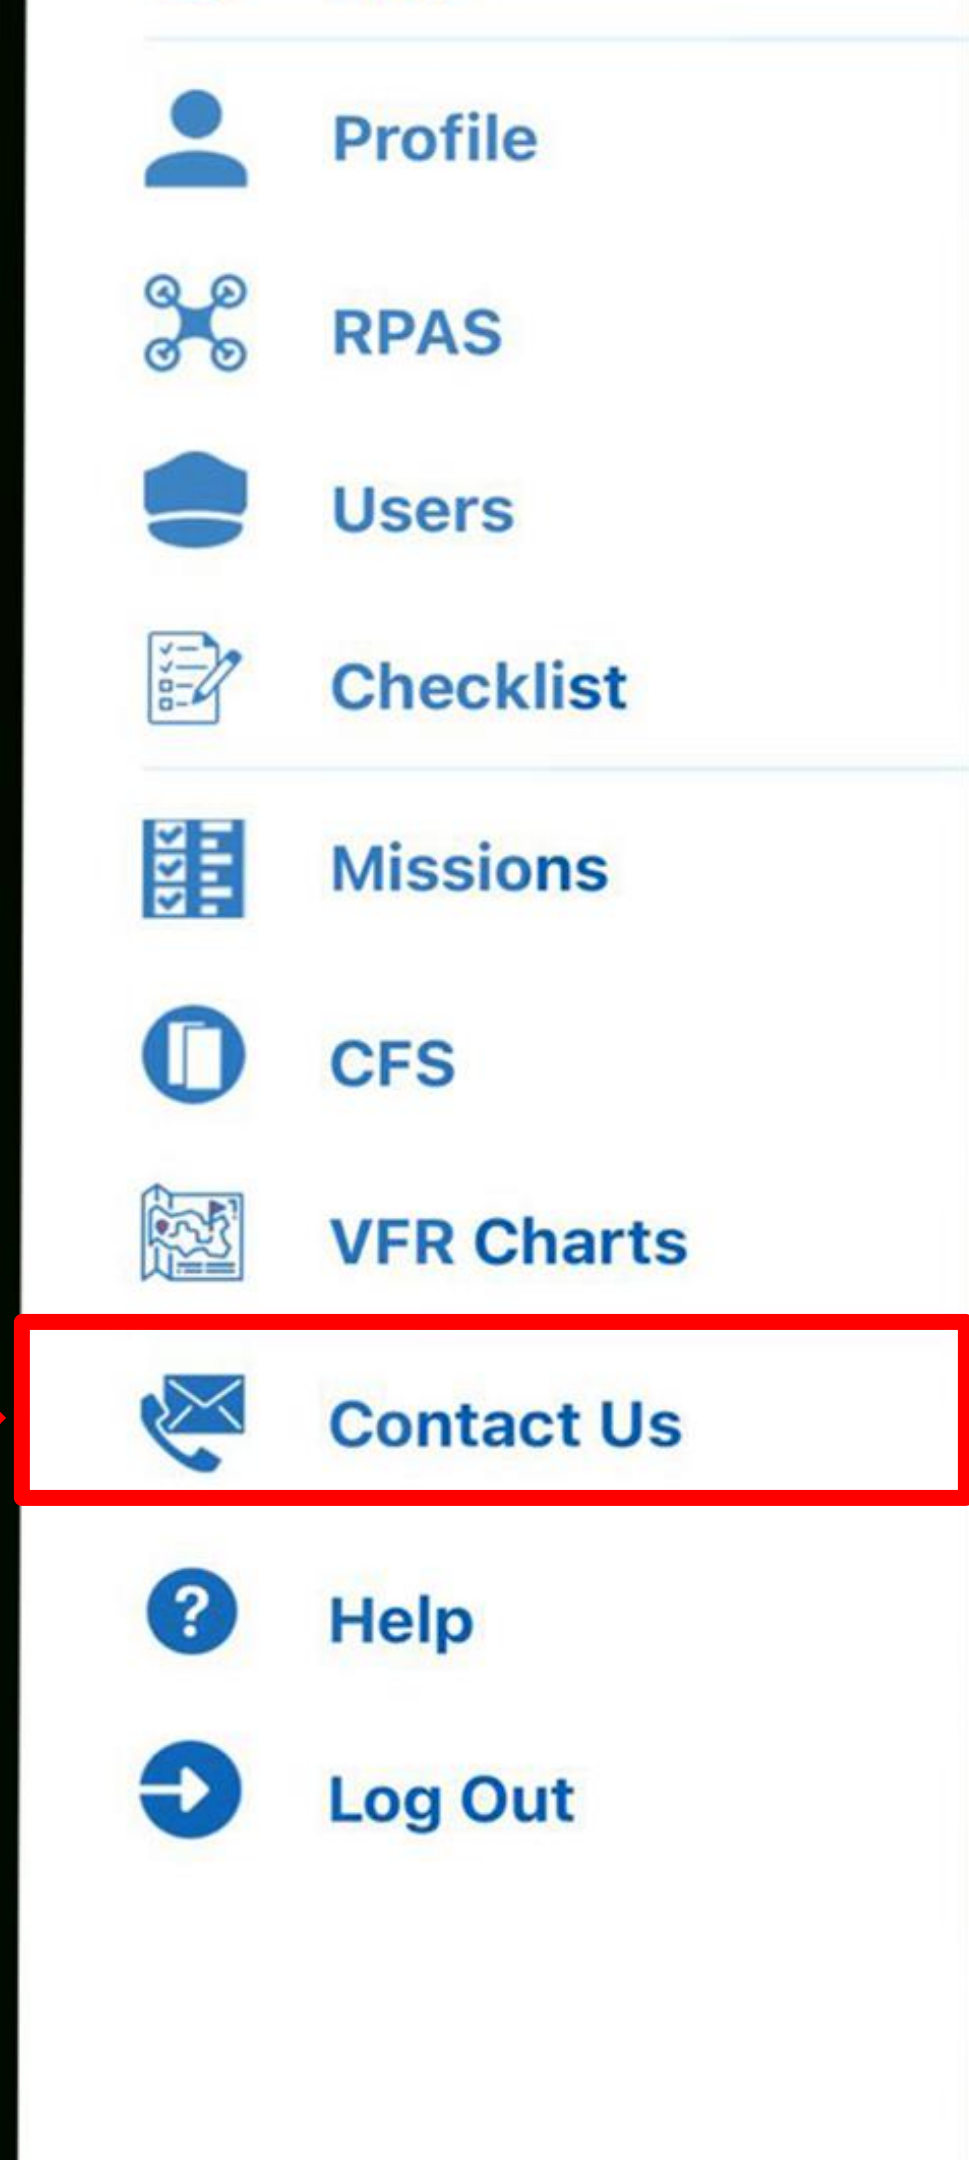 Profile
RPAS
Users
Checklist
Missions
CFS
VFR Charts
Contact Us
Help
Log Out